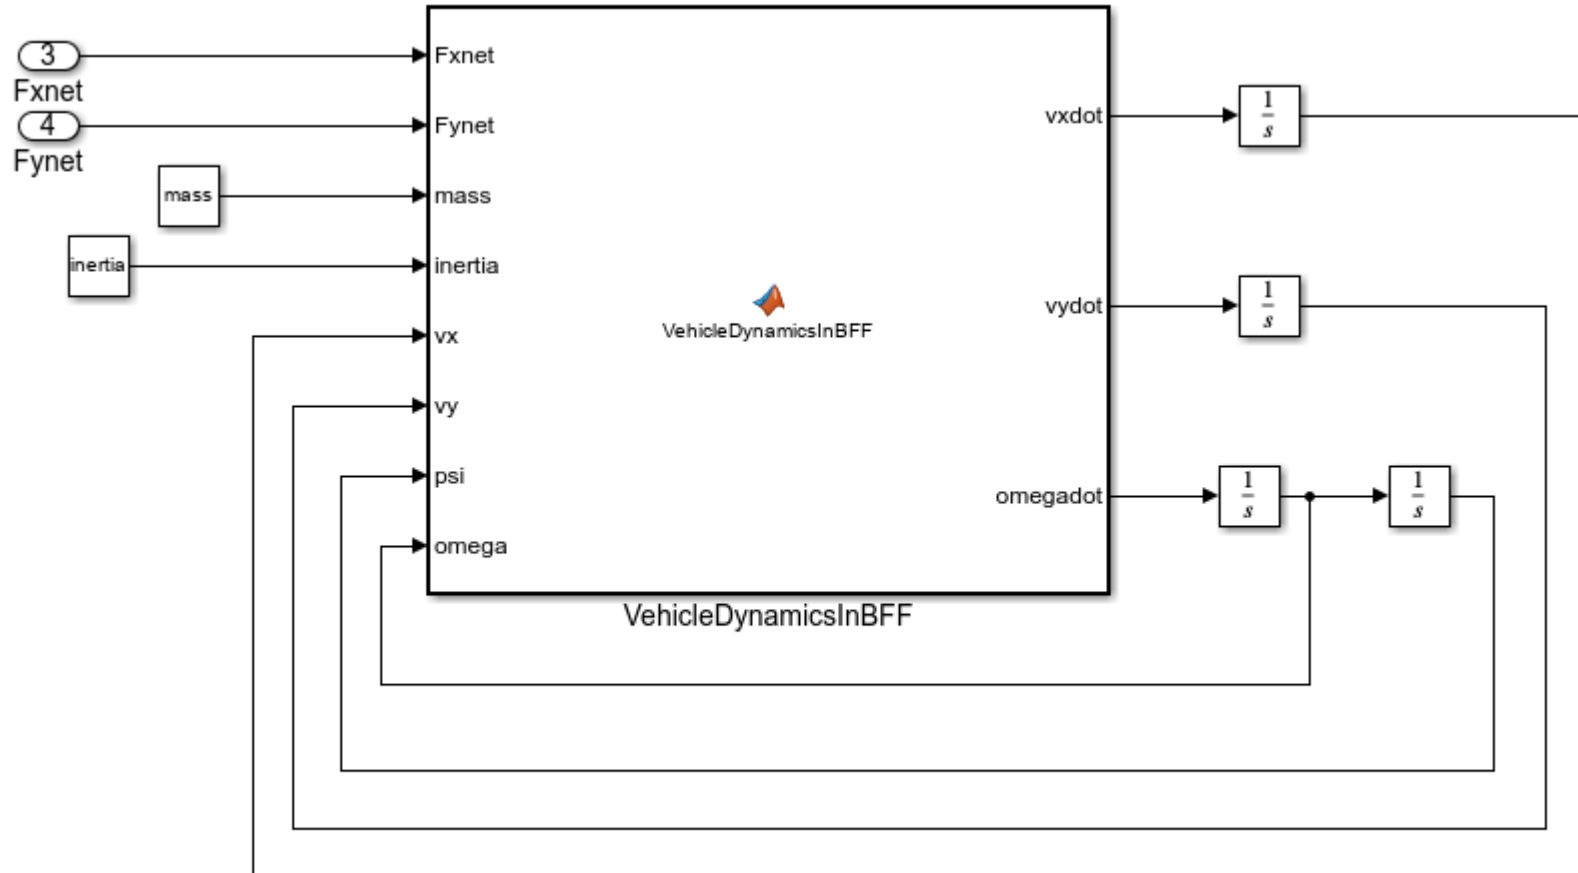 3
Fxnet
4
Fynet
mass
inertia
Fxnet
Fynet
mass
inertia
vx
vy
psi
omega
VehicleDynamicsInBFF
vxdot
vydot
omegadot
1
s
1
s
1
s
1
s
VehicleDynamicsInBFF